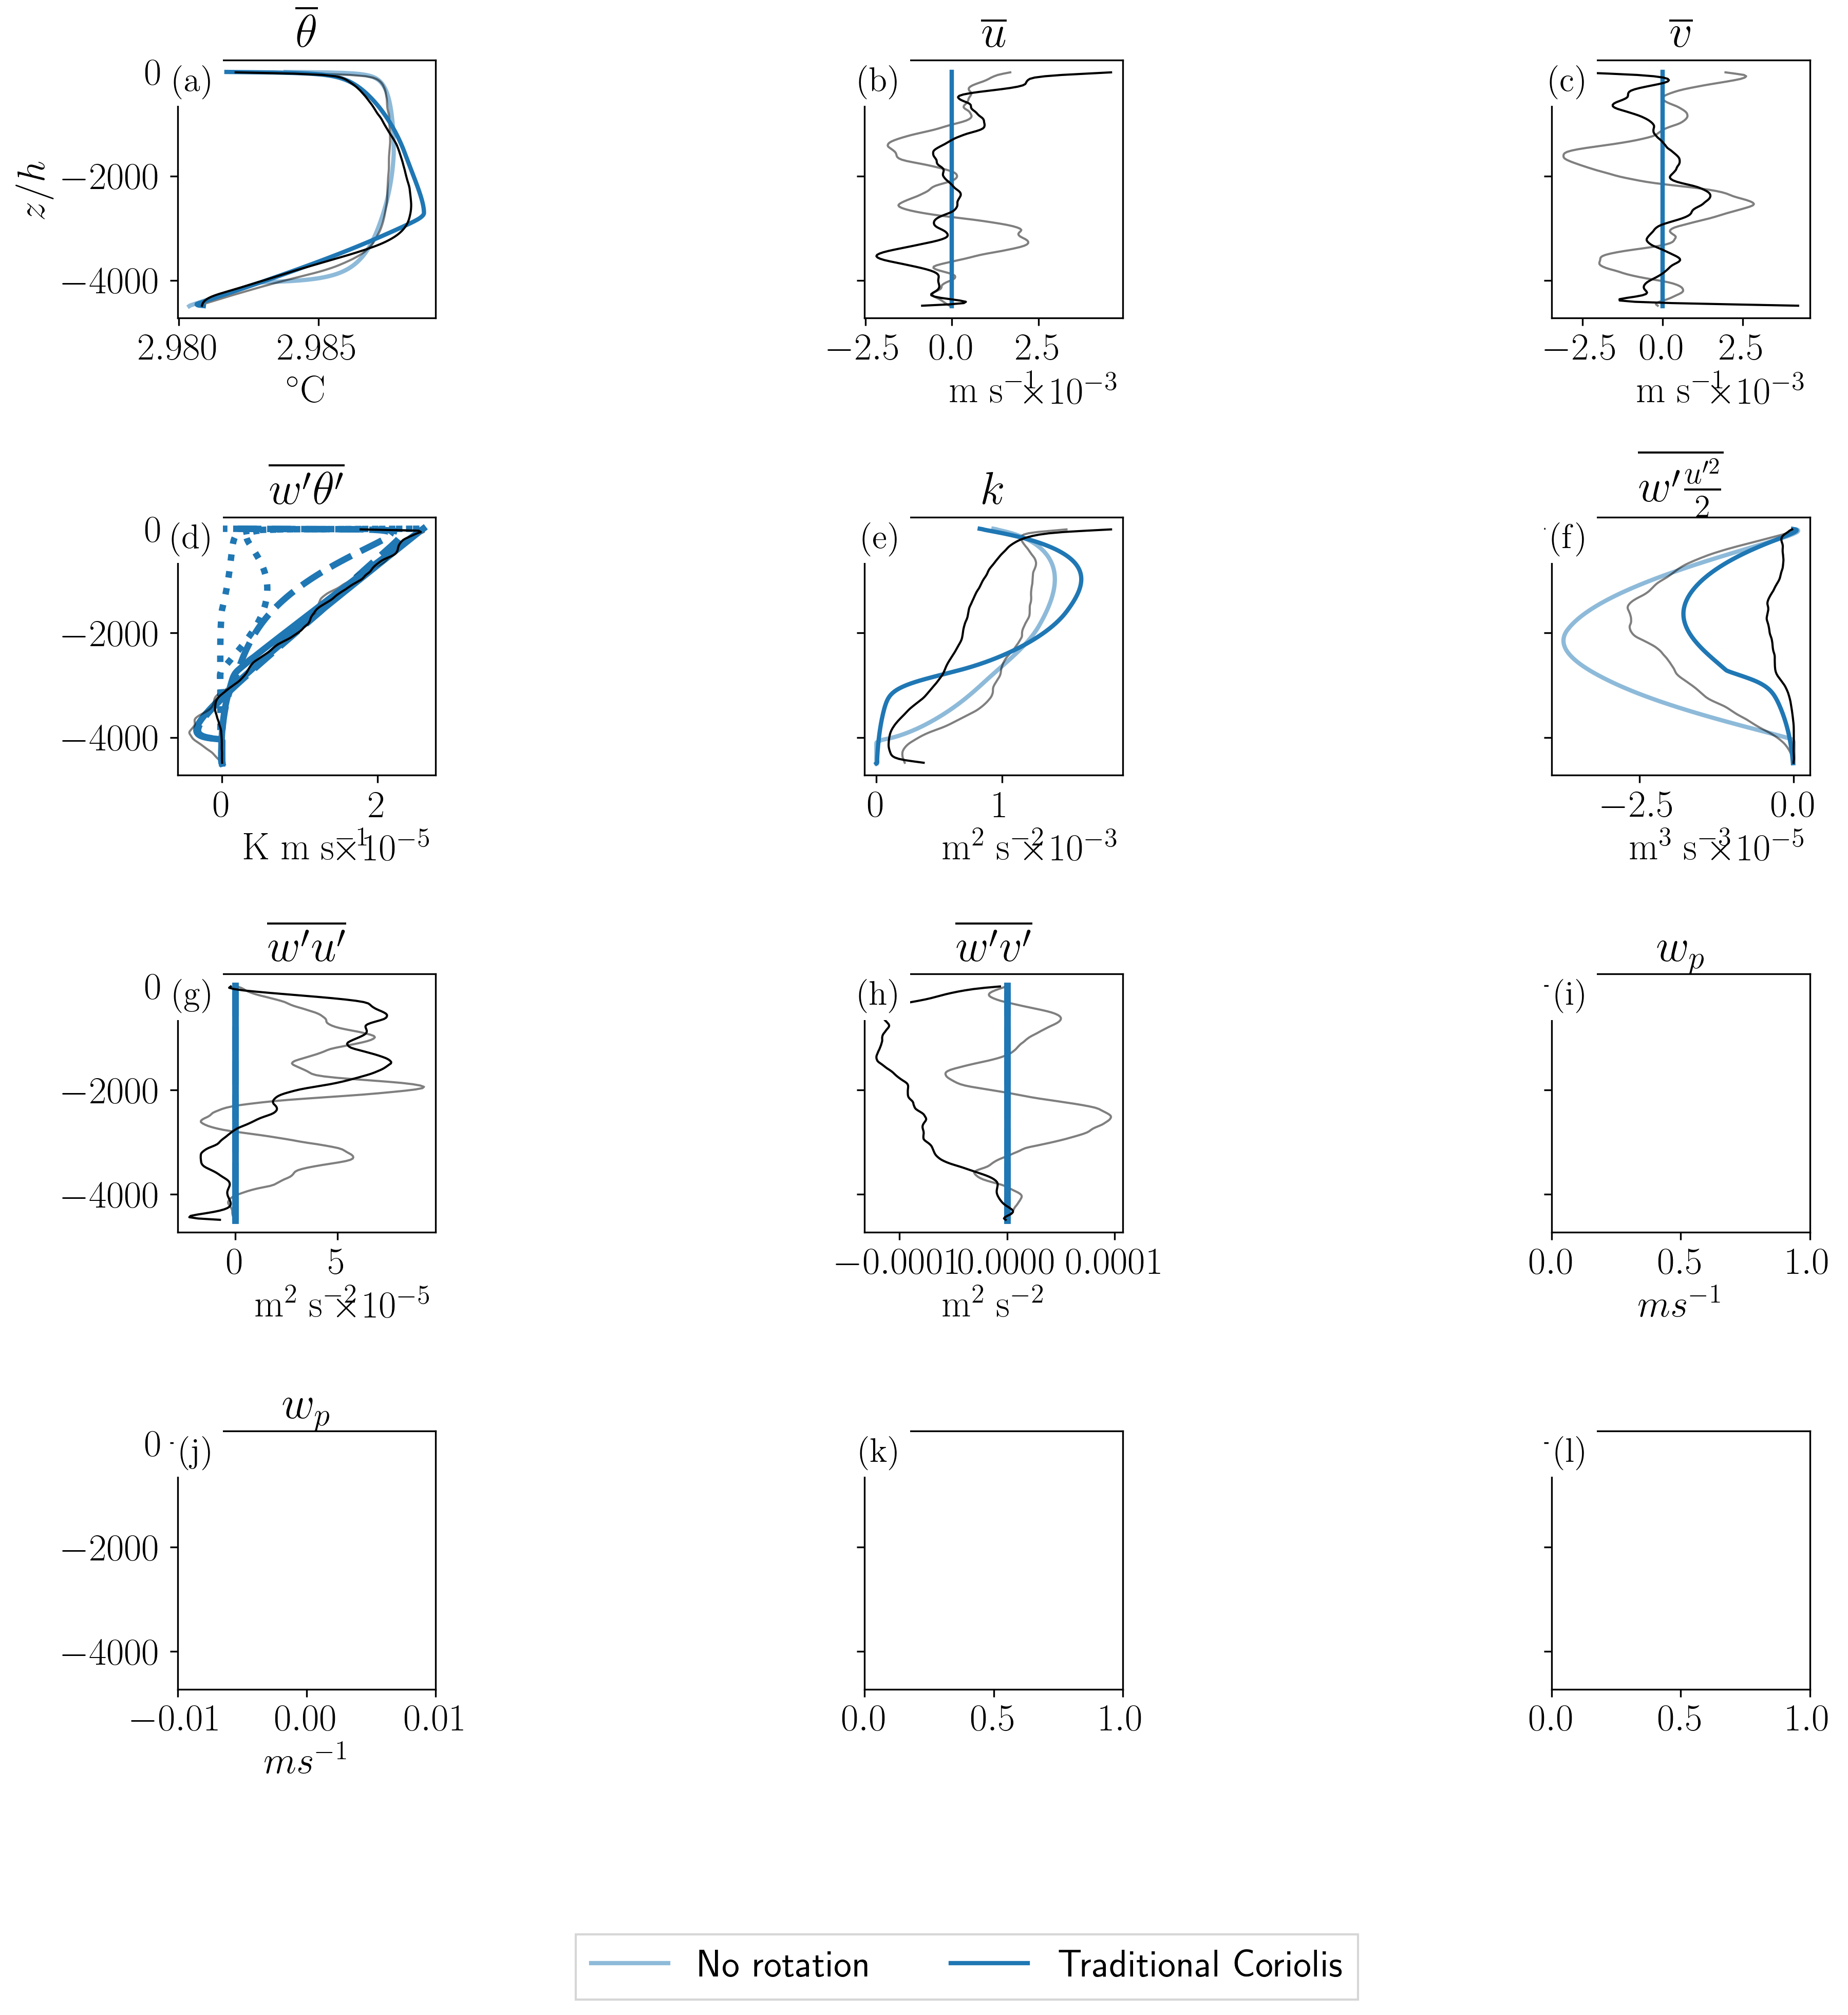 θ̅
u̅
v̅
(a)
(b)
(c)
0
−2000
−4000
z/h
2.980 2.985
−2.5 0.0 2.5
−2.5 0.0 2.5
°C
m s⁻¹ ×10⁻³
m s⁻¹ ×10⁻³
w′θ′
k
w′u′²/2
(d)
(e)
(f)
0
−2000
−4000
0 2
0 1
−2.5 0.0
K m s⁻¹ ×10⁻⁵
m² s⁻² ×10⁻³
m³ s⁻³ ×10⁻⁵
w′u′
w′v′
wₚ
(g)
(h)
(i)
0
−2000
−4000
0 5
−0.0001 0.0000 0.0001
0.0 0.5 1.0
m² s⁻² ×10⁻⁵
m² s⁻²
ms⁻¹
wₚ
(j)
(k)
(l)
0
−2000
−4000
−0.01 0.00 0.01
0.0 0.5 1.0
0.0 0.5 1.0
ms⁻¹
No rotation
Traditional Coriolis